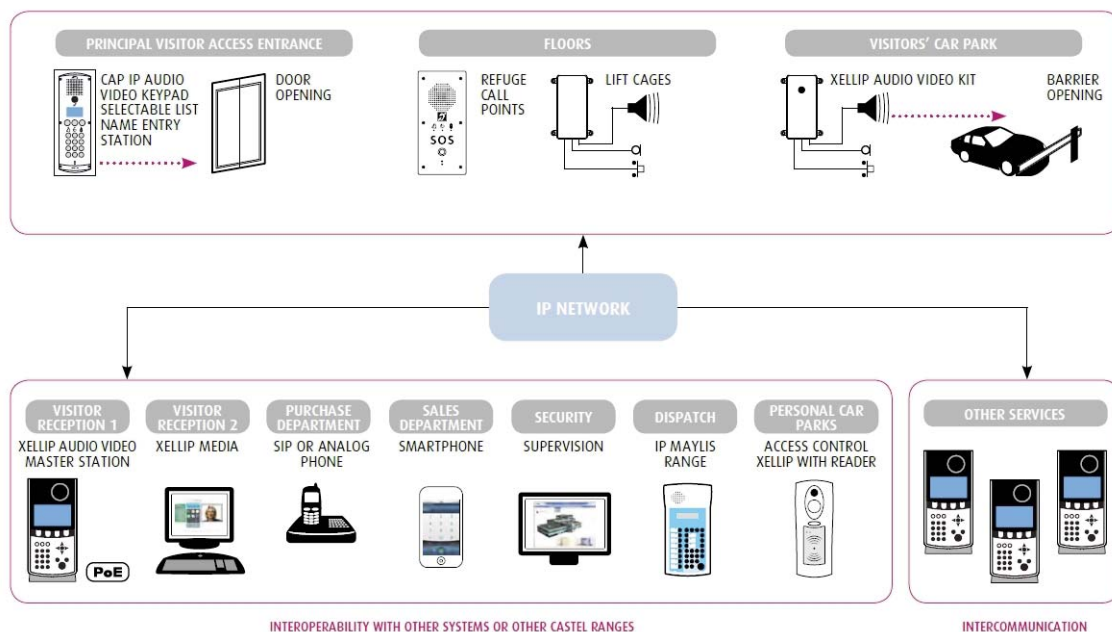 PRINCIPAL VISITOR ACCESS ENTRANCE
CAP IP AUDIO
VIDEO KEYPAD
SELECTABLE LIST
NAME ENTRY
STATION
DOOR
OPENING
FLOORS
REFUGE
CALL
POINTS
SOS
LIFT CAGES
VISITORS' CAR PARK
XELLIP AUDIO VIDEO KIT
BARRIER
OPENING
IP NETWORK
VISITOR
RECEPTION 1
XELLIP AUDIO VIDEO
MASTER STATION
PoE
VISITOR
RECEPTION 2
XELLIP MEDIA
PURCHASE
DEPARTMENT
SIP OR ANALOG
PHONE
SALES
DEPARTMENT
SMARTPHONE
SECURITY
SUPERVISION
DISPATCH
IP MAYLIS
RANGE
PERSONAL CAR
PARKS
ACCESS CONTROL
XELLIP WITH READER
OTHER SERVICES
INTEROPERABILITY WITH OTHER SYSTEMS OR OTHER CASTEL RANGES
INTERCOMMUNICATION